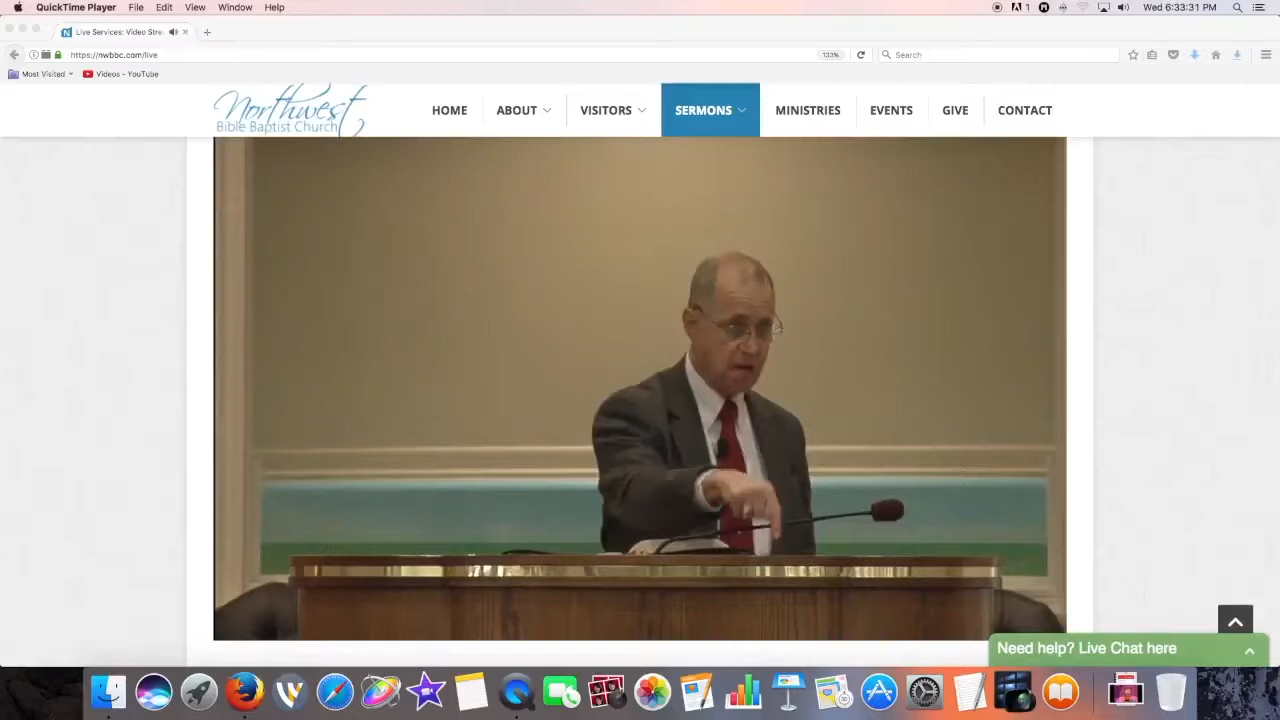 QuickTime Player File Edit View Window Help
1 Wed 6:33:31 PM
Live Services: Video Stre
https://nwbbc.com/live
133%
Search
Most Visited Videos - YouTube
Northwest
Bible Baptist Church
HOME ABOUT VISITORS SERMONS MINISTRIES EVENTS GIVE CONTACT
Need help? Live Chat here